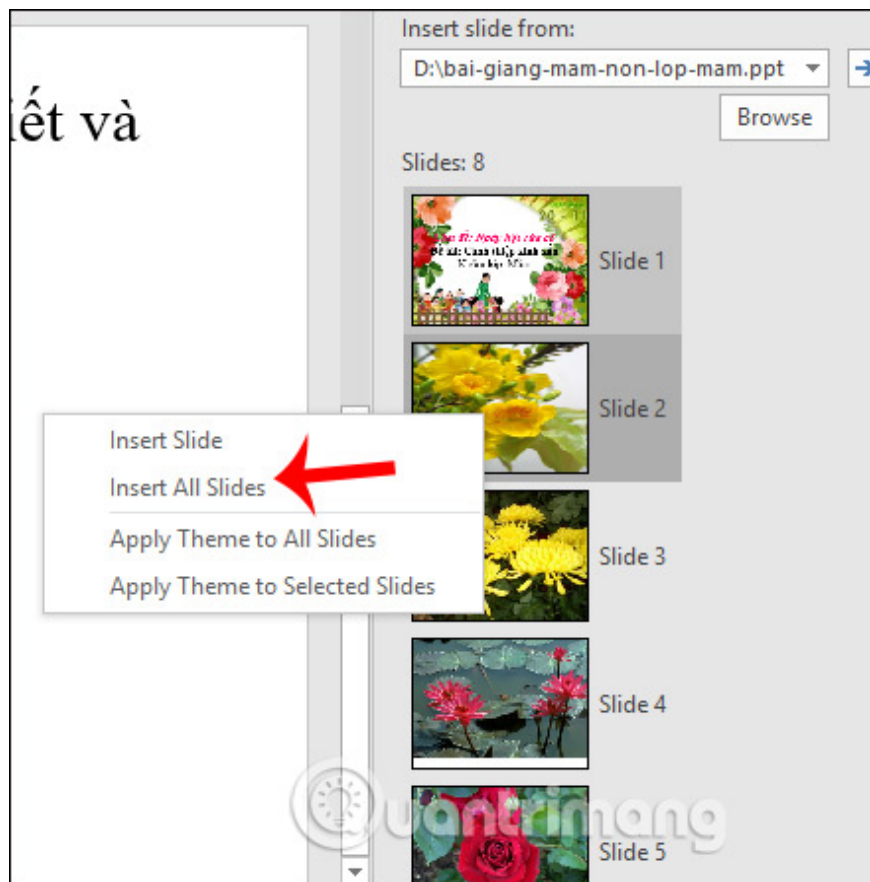 Insert slide from:
D:\bai-giang-mam-non-lop-mam.ppt
iết và
Browse
Slides: 8
20
Slide 1
Slide 2
Insert Slide
Insert All Slides
Apply Theme to All Slides
Apply Theme to Selected Slides
Slide 3
Slide 4
Quantrimang
Slide 5